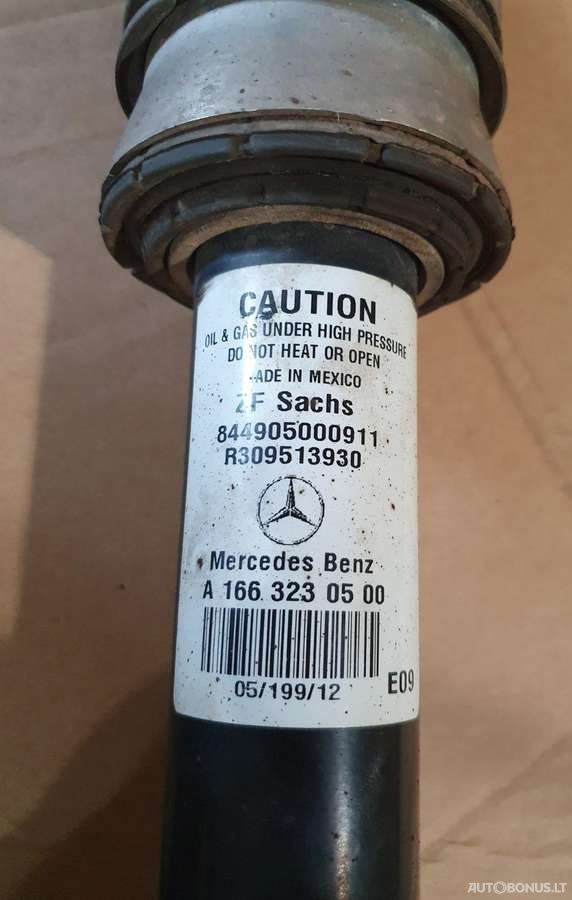 CAUTION
OIL & GAS UNDER HIGH PRESSURE
DO NOT HEAT OR OPEN
ADE IN MEXICO
ZF Sachs
844905000911
R309513930
Mercedes Benz
A 166 323 05 00
05/199/12
E09
AUTOBONUS.LT